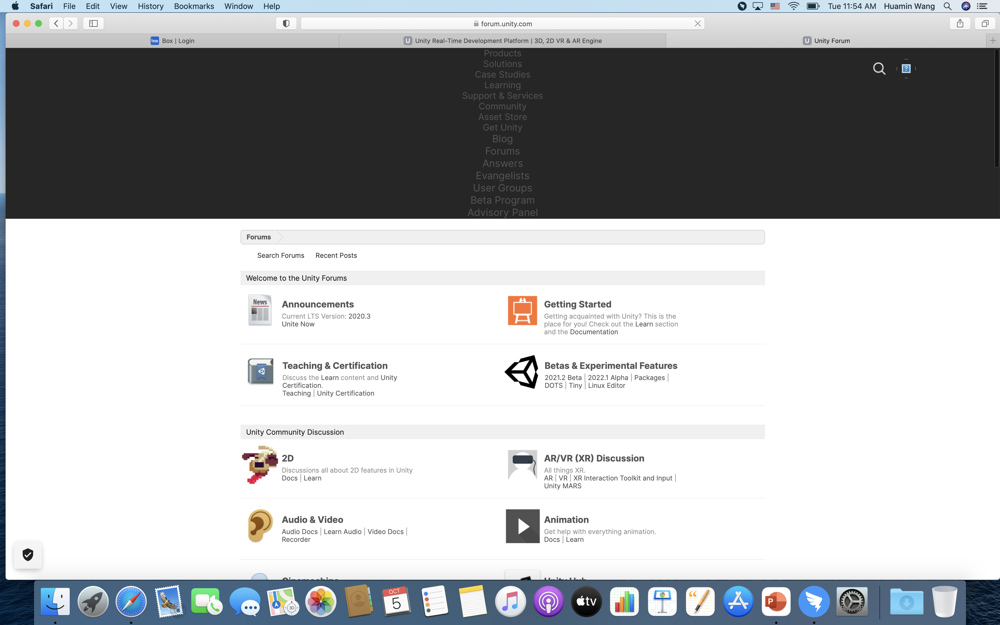 Safari File Edit View History Bookmarks Window Help
Tue 11:54 AM Huamin Wang
forum.unity.com
box Box | Login
U Unity Real-Time Development Platform | 3D, 2D VR & AR Engine
U Unity Forum
Products
Solutions
Case Studies
Learning
Support & Services
Community
Asset Store
Get Unity
Blog
Forums
Answers
Evangelists
User Groups
Beta Program
Advisory Panel
Forums
Search Forums Recent Posts
Welcome to the Unity Forums
News
Announcements
Current LTS Version: 2020.3
Unite Now
Getting Started
Getting acquainted with Unity? This is the
place for you! Check out the Learn section
and the Documentation
Teaching & Certification
Discuss the Learn content and Unity
Certification.
Teaching | Unity Certification
Betas & Experimental Features
2021.2 Beta | 2022.1 Alpha | Packages |
DOTS | Tiny | Linux Editor
Unity Community Discussion
2D
Discussions all about 2D features in Unity
Docs | Learn
AR/VR (XR) Discussion
All things XR.
AR | VR | XR Interaction Toolkit and Input |
Unity MARS
Audio & Video
Audio Docs | Learn Audio | Video Docs |
Recorder
Animation
Get help with everything animation.
Docs | Learn
Cinemachine
Unity Hub
3D
OCT
5
tv
P